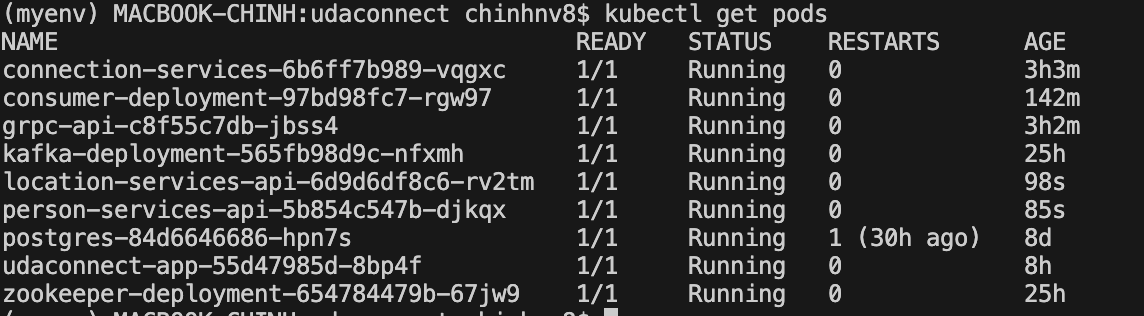 (myenv) MACBOOK-CHINH:udaconnect chinhnv8$ kubectl get pods
NAME READY STATUS RESTARTS AGE
connection-services-6b6ff7b989-vqgxc 1/1 Running 0 3h3m
consumer-deployment-97bd98fc7-rgw97 1/1 Running 0 142m
grpc-api-c8f55c7db-jbss4 1/1 Running 0 3h2m
kafka-deployment-565fb98d9c-nfxmh 1/1 Running 0 25h
location-services-api-6d9d6df8c6-rv2tm 1/1 Running 0 98s
person-services-api-5b854c547b-djkqx 1/1 Running 0 85s
postgres-84d6646686-hpn7s 1/1 Running 1 (30h ago) 8d
udaconnect-app-55d47985d-8bp4f 1/1 Running 0 8h
zookeeper-deployment-654784479b-67jw9 1/1 Running 0 25h
(myenv) MACBOOK-CHINH:udaconnect chinhnv8$